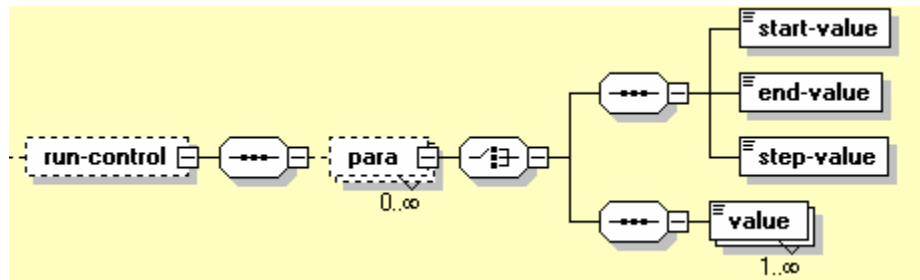 start-value
end-value
run-control
para
step-value
0..∞
value
1..∞